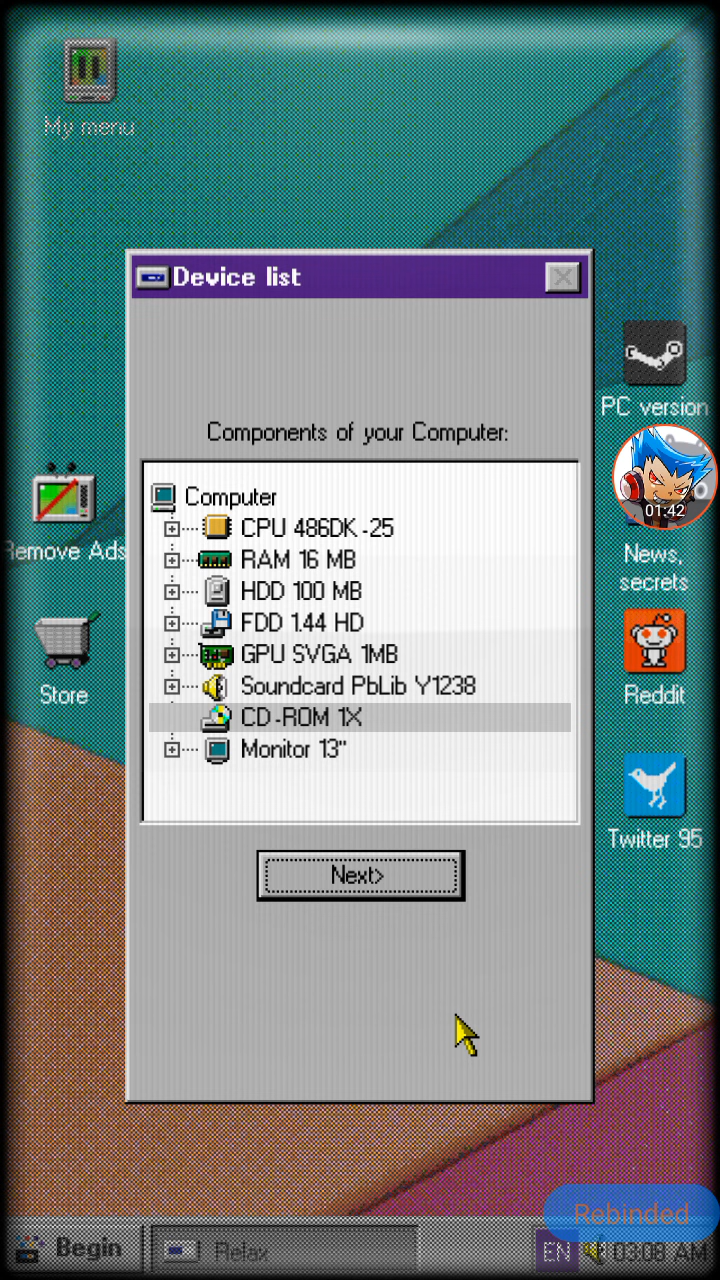 My menu
Device list
Components of your Computer:
Computer
CPU 486DK-25
RAM 16 MB
HDD 100 MB
FDD 1.44 HD
GPU SVGA 1MB
Soundcard PbLib Y1238
CD-ROM 1X
Monitor 13"
Next>
PC version
01:42
News,
secrets
Reddit
Twitter 95
Remove Ads
Store
Rebinded
Begin
Relax
EN
03:08 AM